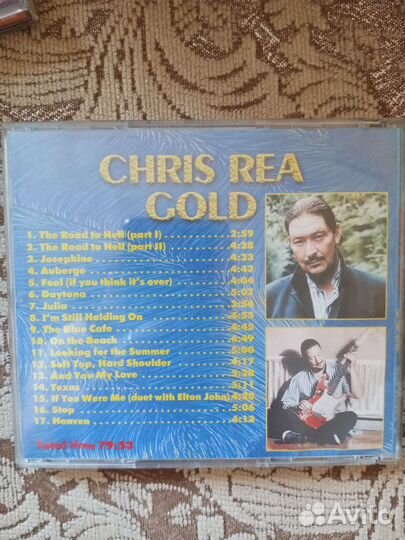 CHRIS REA
GOLD
1. The Road to Hell (part I) 2:59
2. The Road to Hell (part II) 4:28
3. Josephine 4:23
4. Auberge 4:43
5. Fool (if you think it's over) 4:04
6. Daytona 5:02
7. Julia 3:54
8. I'm Still Holding On 4:55
9. The Blue Cafe 4:45
10. On the Beach 6:49
11. Looking for the Summer 5:00
12. Soft Top, Hard Shoulder 4:17
13. And You My Love 5:28
14. Texas 5:11
15. If You Were Me (duet with Elton John) 4:20
16. Stop 5:06
17. Heaven 4:12
Total time 79:53
Avito